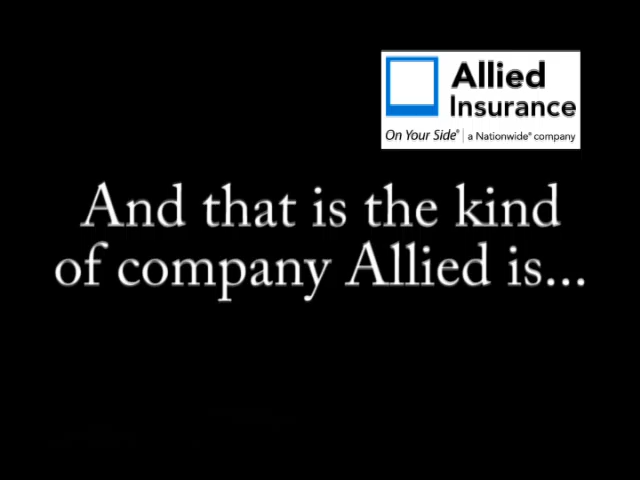 Allied
Insurance
On Your Side® | a Nationwide® company
And that is the kind
of company Allied is...